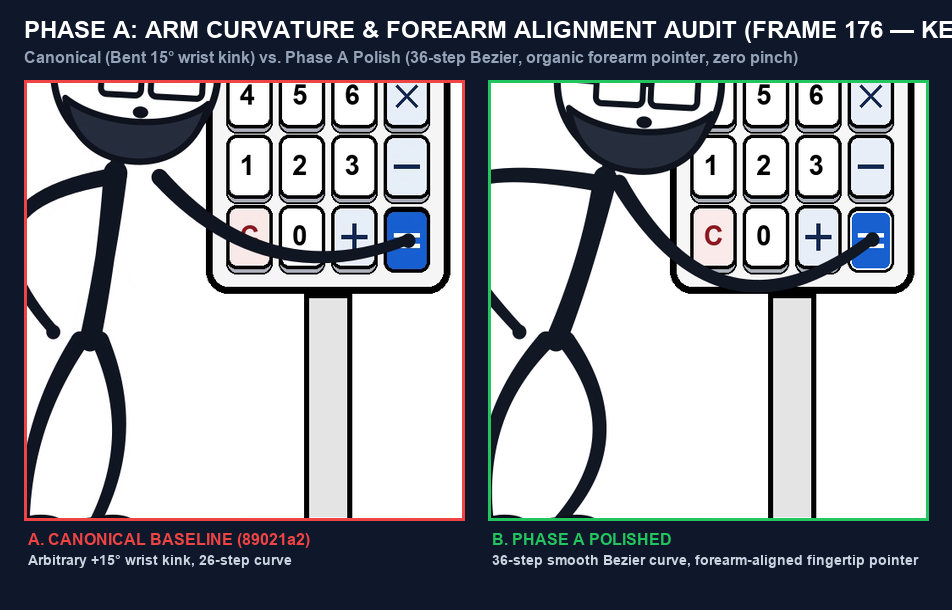 PHASE A: ARM CURVATURE & FOREARM ALIGNMENT AUDIT (FRAME 176 — KE
Canonical (Bent 15° wrist kink) vs. Phase A Polish (36-step Bezier, organic forearm pointer, zero pinch)
4 5 6 ×
1 2 3 −
C 0 + =
5 6 ×
1 2 3 −
C 0 + =
A. CANONICAL BASELINE (89021a2)
Arbitrary +15° wrist kink, 26-step curve
B. PHASE A POLISHED
36-step smooth Bezier curve, forearm-aligned fingertip pointer